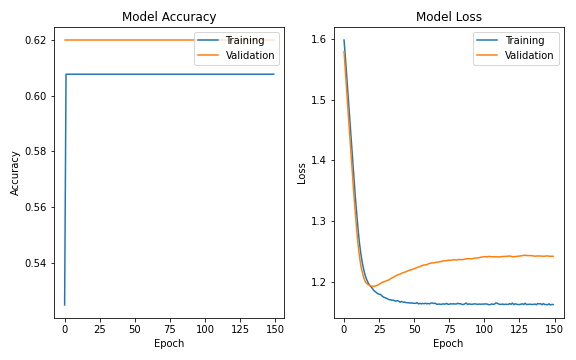 Model Accuracy
Training
Validation
0.62
0.60
0.58
0.56
0.54
Accuracy
0
25
50
75
100
125
150
Epoch
Model Loss
Training
Validation
1.6
1.5
1.4
1.3
1.2
Loss
0
25
50
75
100
125
150
Epoch